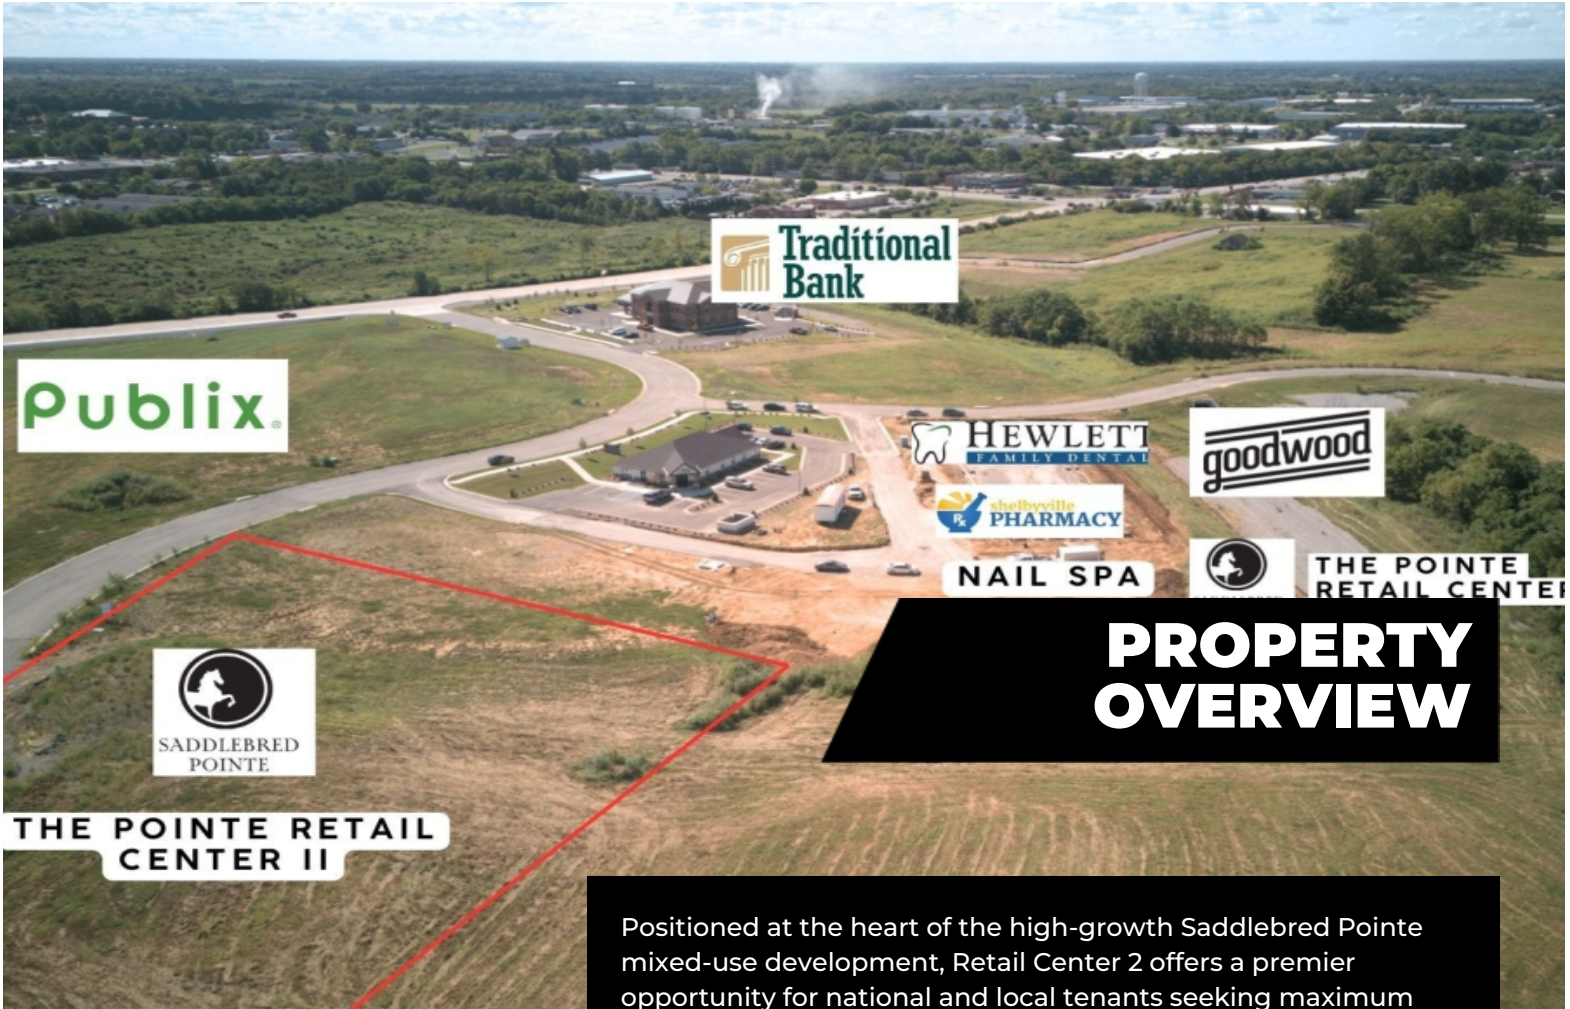 Traditional
Bank
Publix.
HEWLETT
FAMILY DENTAL
goodwood
shelbyville
PHARMACY
Rx
NAIL SPA
THE POINTE
RETAIL CENTER
PROPERTY
OVERVIEW
SADDLEBRED
POINTE
THE POINTE RETAIL
CENTER II
Positioned at the heart of the high-growth Saddlebred Pointe
mixed-use development, Retail Center 2 offers a premier
opportunity for national and local tenants seeking maximum